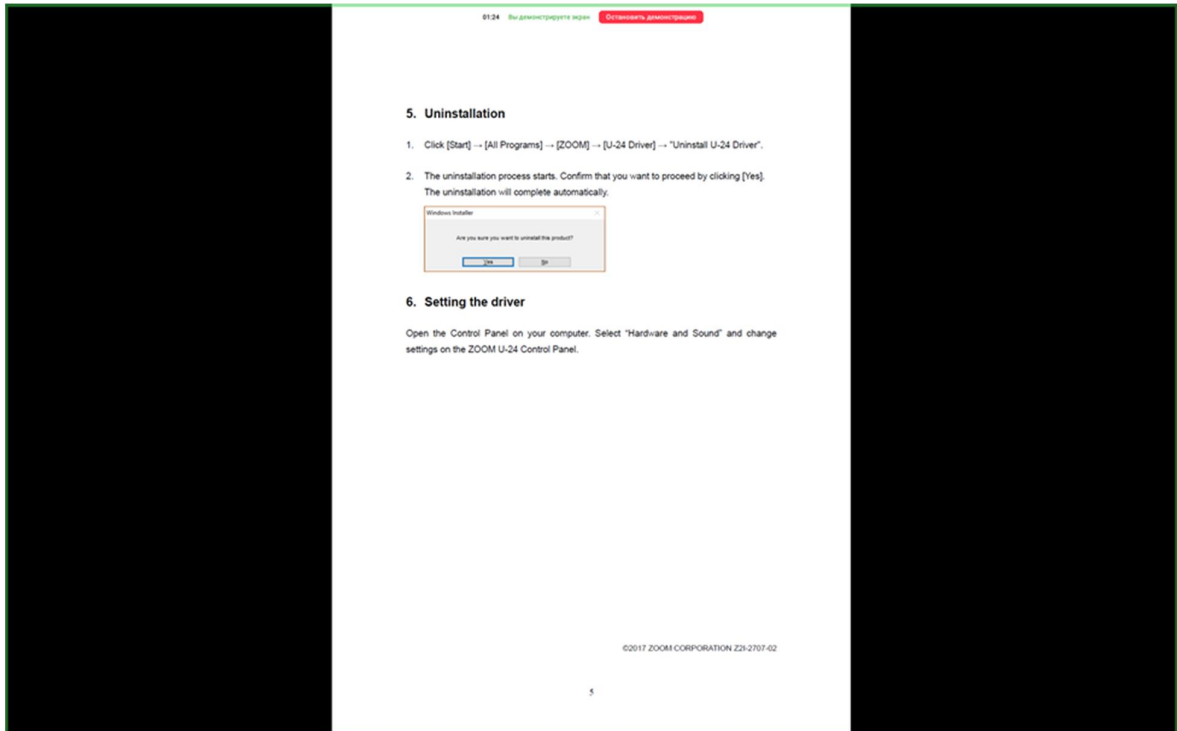 01:24 Вы демонстрируете экран Остановить демонстрацию
5. Uninstallation
1. Click [Start] → [All Programs] → [ZOOM] → [U-24 Driver] → "Uninstall U-24 Driver".
2. The uninstallation process starts. Confirm that you want to proceed by clicking [Yes].
The uninstallation will complete automatically.
Windows Installer
Are you sure you want to uninstall this product?
Yes No
6. Setting the driver
Open the Control Panel on your computer. Select "Hardware and Sound" and change
settings on the ZOOM U-24 Control Panel.
©2017 ZOOM CORPORATION Z2I-2707-02
5